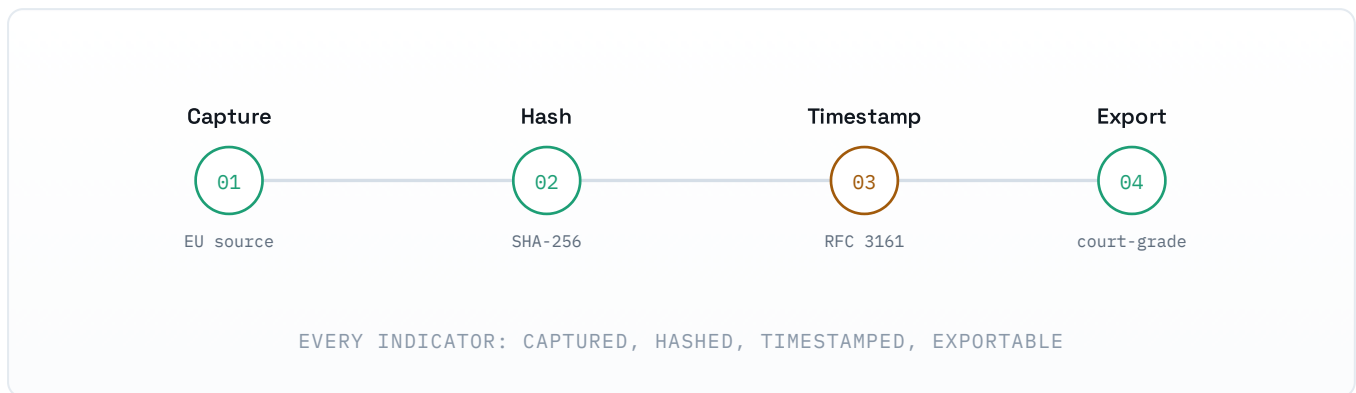 Capture Hash Timestamp Export
01 02 03 04
EU source SHA-256 RFC 3161 court-grade
EVERY INDICATOR: CAPTURED, HASHED, TIMESTAMPED, EXPORTABLE